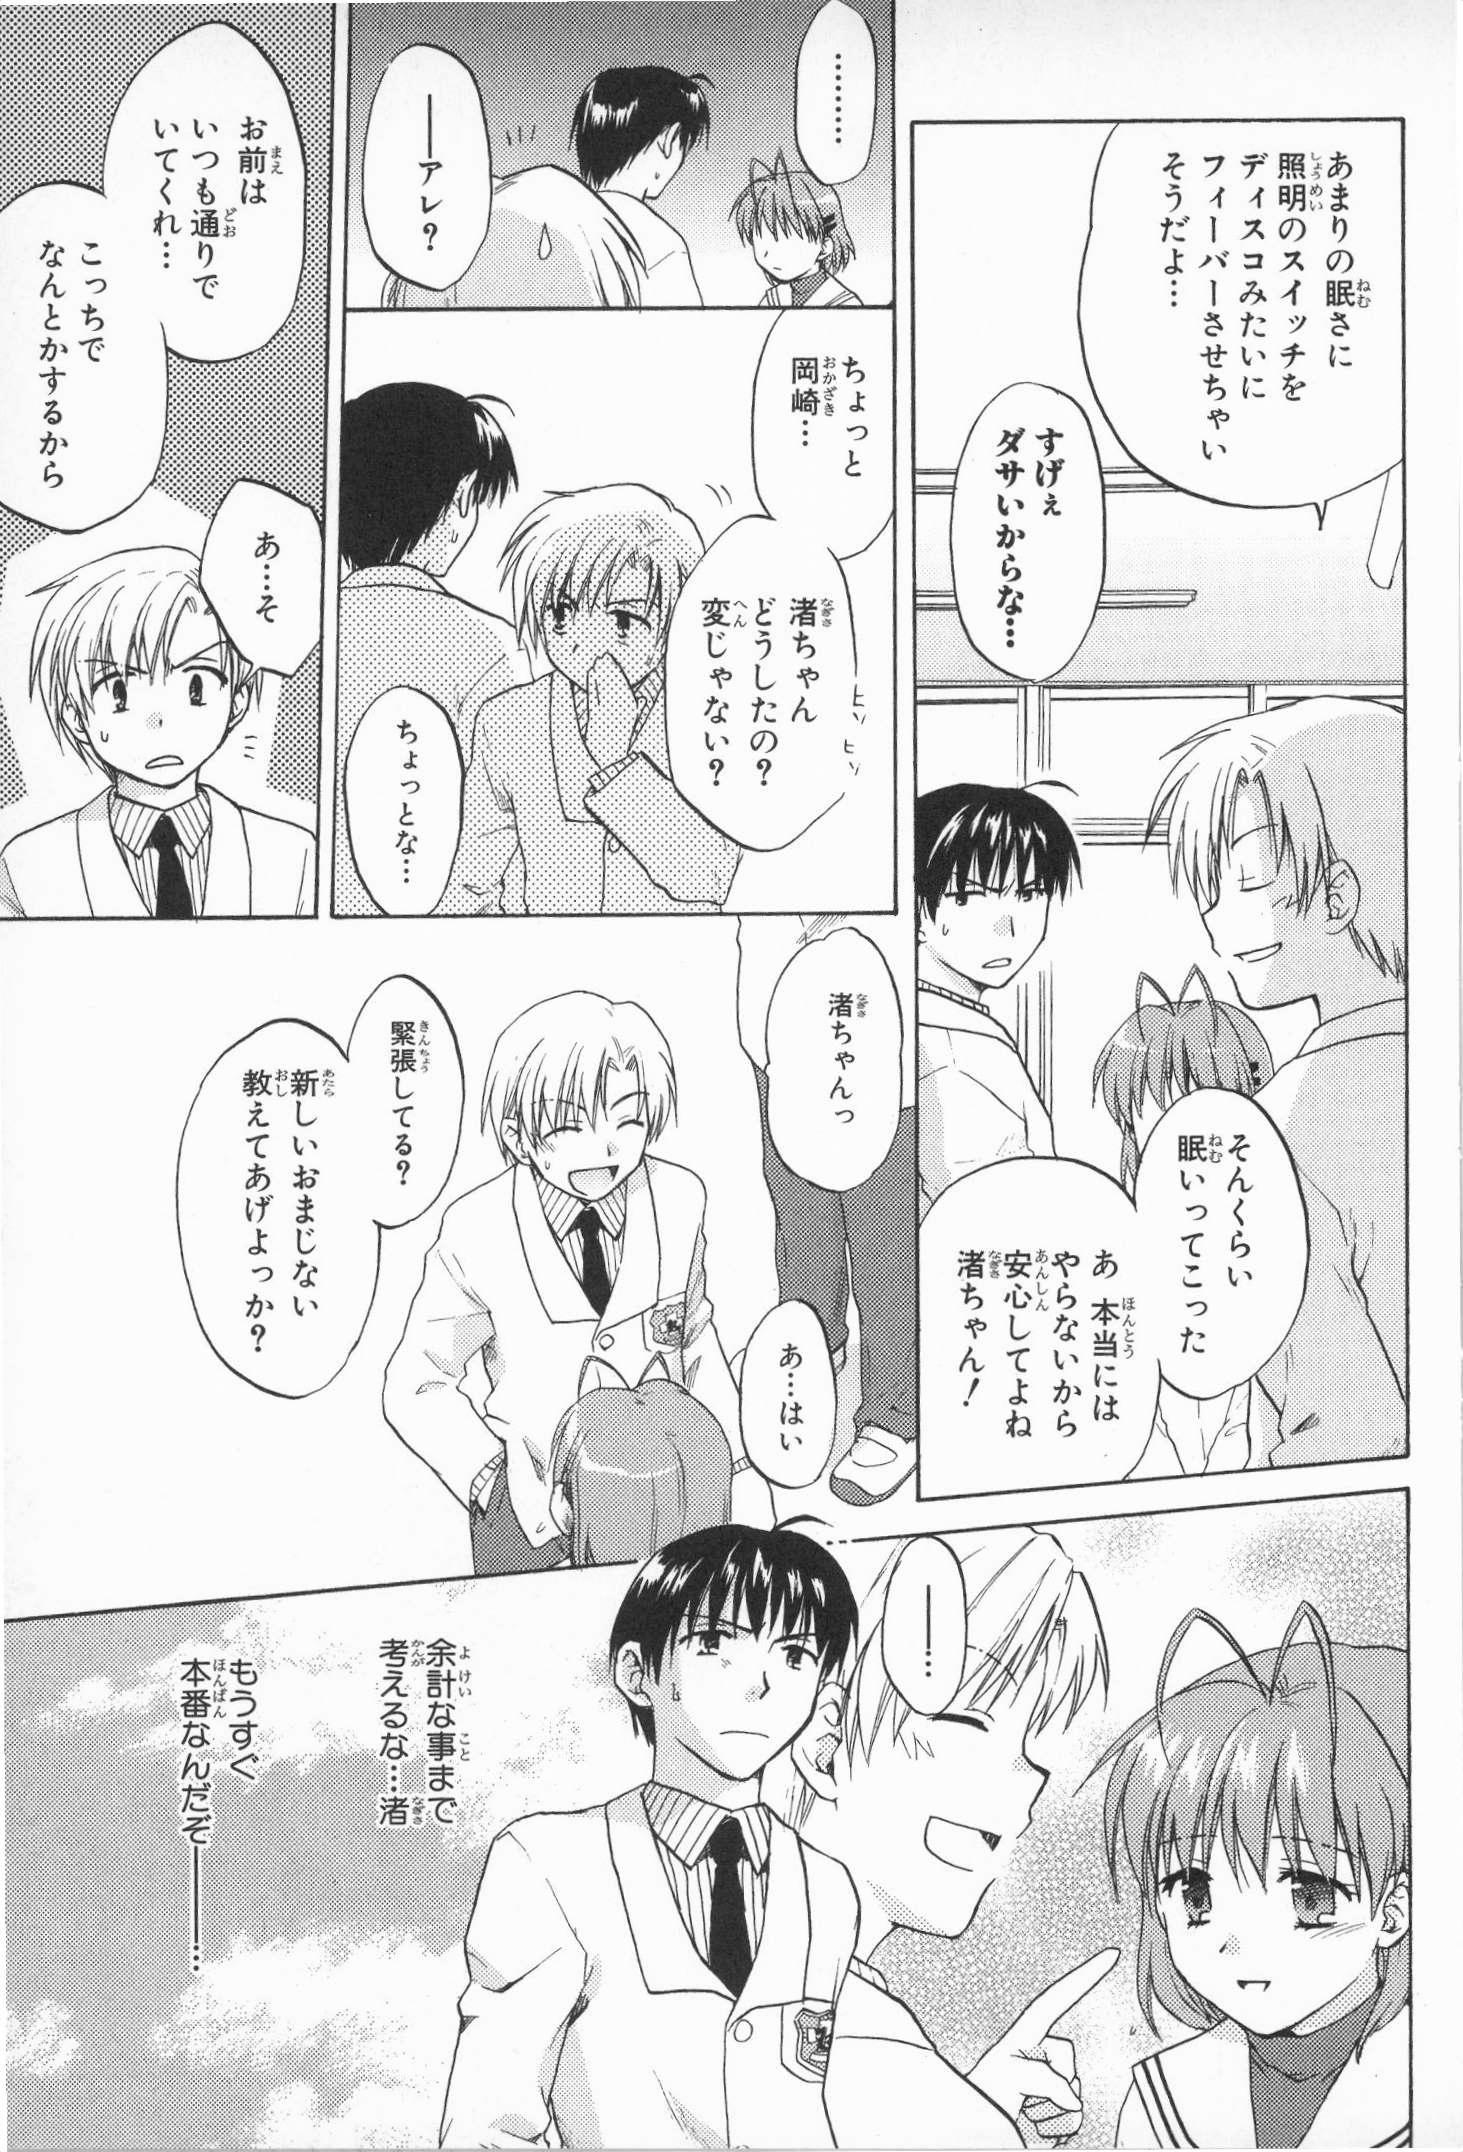 あまりの眠さに
照明のスイッチを
ディスコみたいに
フィーバーさせちゃい
そうだよ…
すげぇ
ダサいからな…
そんくらい
眠いってこった
あ 本当には
やらないから
安心してよね
渚ちゃん!
………
――アレ?
ちょっと
岡崎…
渚ちゃん
どうしたの?
変じゃない?
ヒソ
ヒソ
ちょっとな…
お前は
いつも通りで
いてくれ…
こっちで
なんとかするから
あ…そ
渚ちゃんっ
緊張してる?
新しいおまじない
教えてあげよっか?
あ…はい
――…
余計な事まで
考えるな…渚
もうすぐ
本番なんだぞ――…